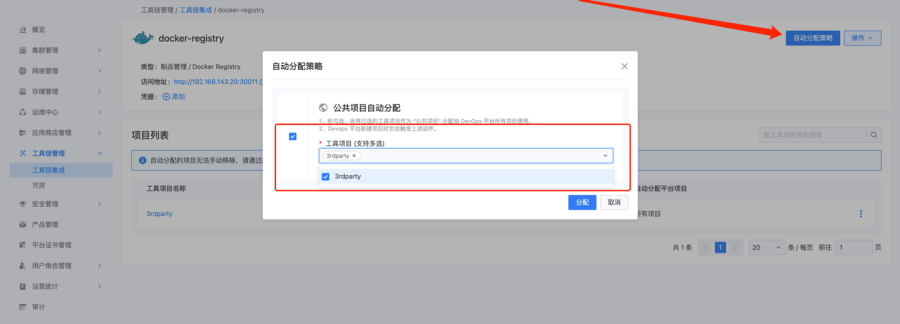 工具链管理 / 工具链集成 / docker-registry
概览
集群管理
网络管理
存储管理
运维中心
应用商店管理
工具链管理
工具链集成
凭据
安全管理
产品管理
平台证书管理
用户角色管理
运营统计
审计
docker-registry
自动分配策略
操作
类型: 制品管理 / Docker Registry
访问地址: http://192.168.143.20:30011
凭据: 添加
自动分配策略
公共项目自动分配
1、若勾选，会将已选的工具项目作为 "公共项目" 分配给 DevOps 平台所有项目使用。
2、Devops 平台新建项目时也会触发上述动作。
* 工具项目 (支持多选)
3rdparty ×
3rdparty
分配
取消
项目列表
按工具项目名称搜索
自动分配的项目无法手动移除，请通过
工具项目名称
自动分配平台项目
3rdparty
所有项目
共 1 条
1
20
条 / 每页
前往
1
页